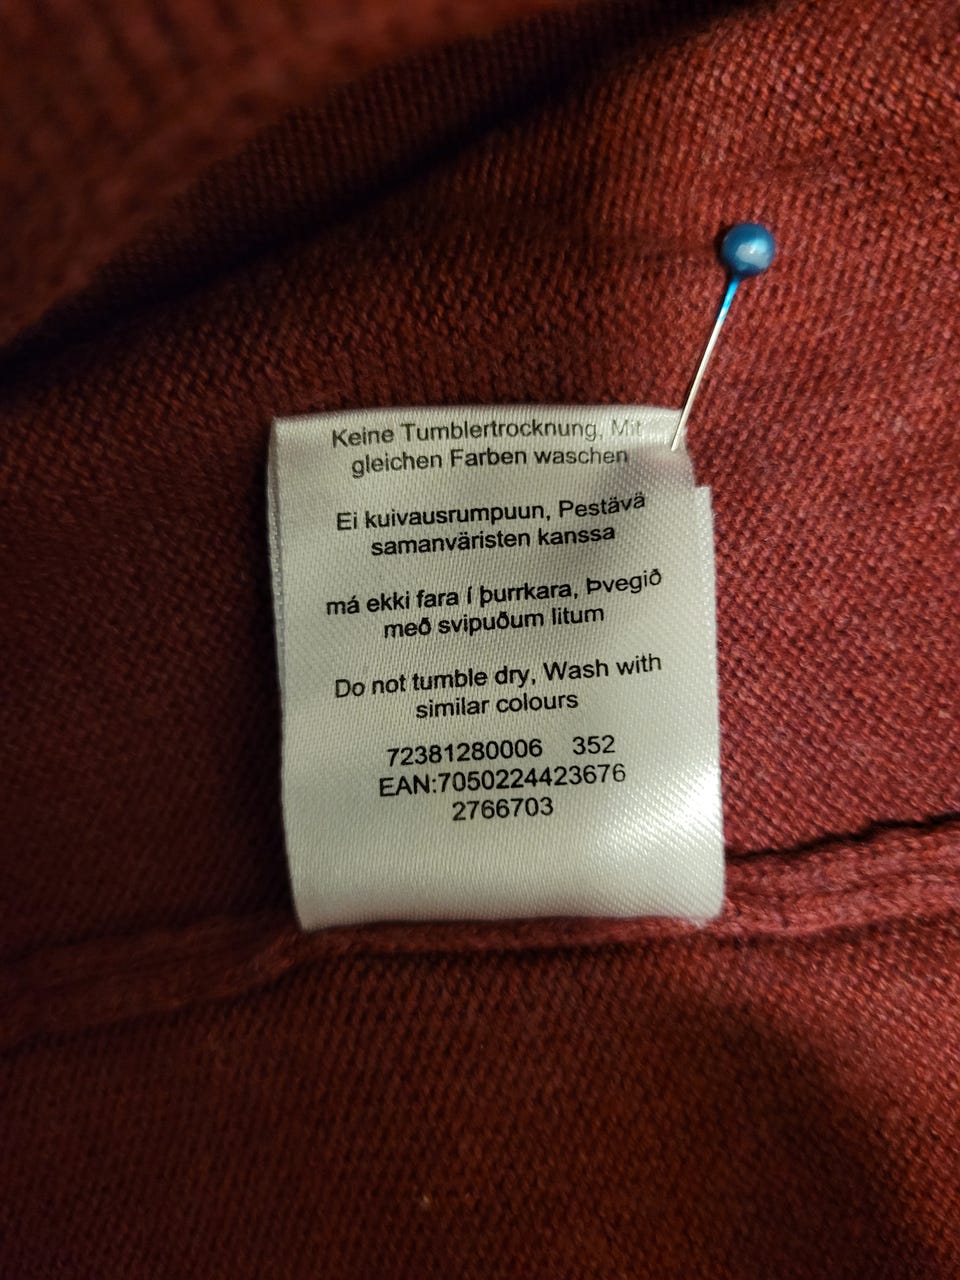 Keine Tumblertrocknung, Mit
gleichen Farben waschen
Ei kuivausrumpuun, Pestävä
samanväristen kanssa
má ekki fara í þurrkara, Þvegið
með svipuðum litum
Do not tumble dry, Wash with
similar colours
72381280006 352
EAN:7050224423676
2766703